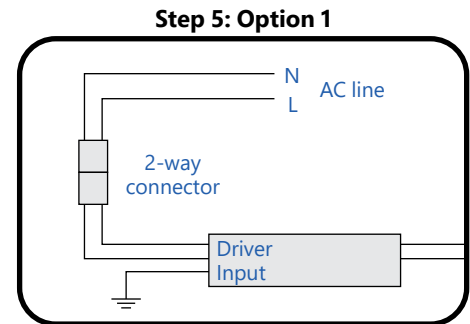 Step 5: Option 1
N
AC line
L
2-way
connector
Driver
Input